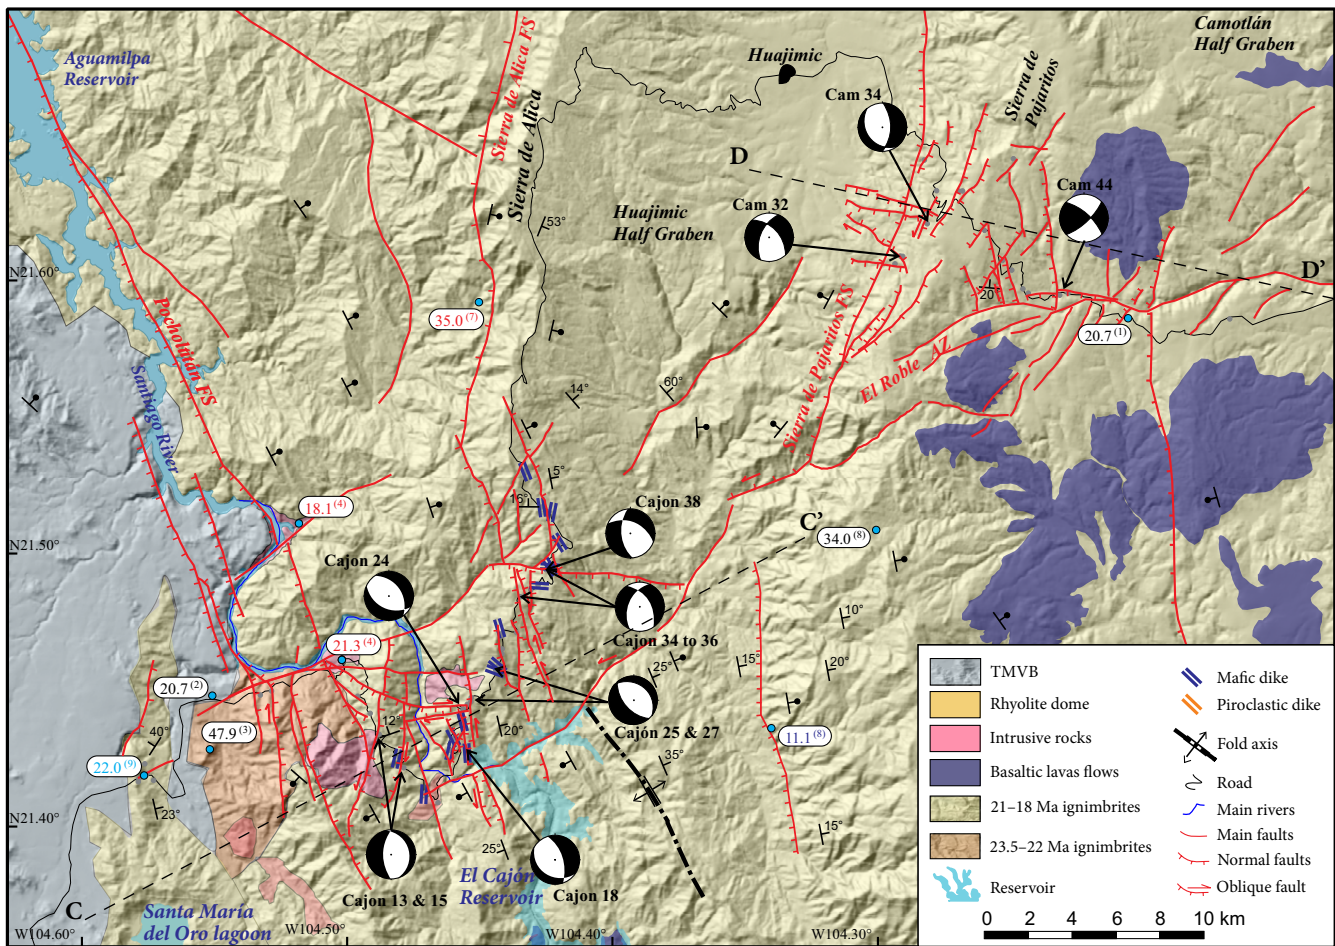 Aguamilpa
Reservoir
Sierra de Alica FS
Sierra de Alica
Huajimic
Camotlán
Half Graben
Sierra de
Pajaritos
Cam 34
D
Cam 44
Cam 32
Huajimic
Half Graben
53°
D'
N21.60°
20°
35.0 (7)
20.7 (1)
Pochotitán FS
Santiago River
Sierra de Pajaritos FS
El Roble AZ
14°
60°
5°
16°
18.1 (4)
Cajon 38
C'
34.0 (8)
N21.50°
Cajon 24
Cajon 34 to 36
10°
21.3 (4)
25°
15°
20°
20.7 (2)
47.9 (3)
12°
20°
Cajón 25 & 27
11.1 (8)
40°
22.0 (9)
35°
23°
N21.40°
15°
25°
El Cajón
Reservoir
Cajon 13 & 15
Cajon 18
C
Santa María
del Oro lagoon
W104.60°
W104.50°
W104.40°
W104.30°
TMVB
Rhyolite dome
Intrusive rocks
Basaltic lavas flows
21–18 Ma ignimbrites
23.5–22 Ma ignimbrites
Reservoir
Mafic dike
Piroclastic dike
Fold axis
Road
Main rivers
Main faults
Normal faults
Oblique fault
0 2 4 6 8 10 km